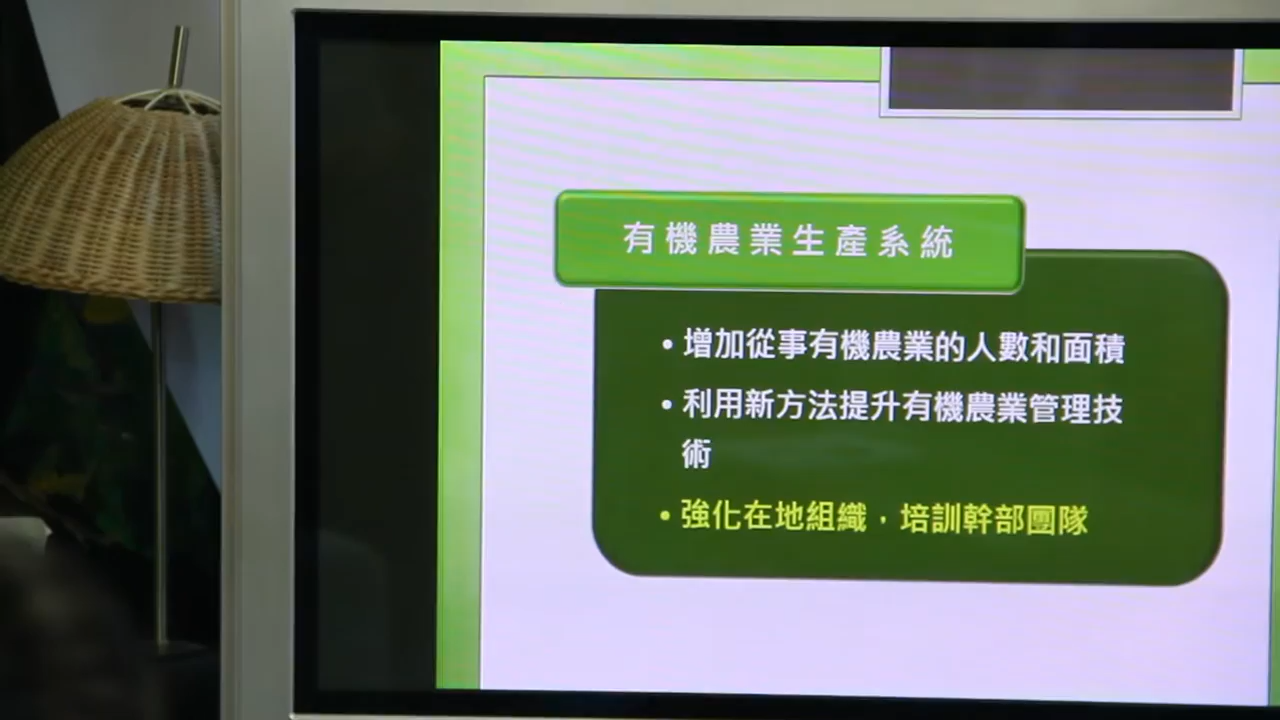 有機農業生產系統
•增加從事有機農業的人數和面積
•利用新方法提升有機農業管理技
術
•強化在地組織，培訓幹部團隊